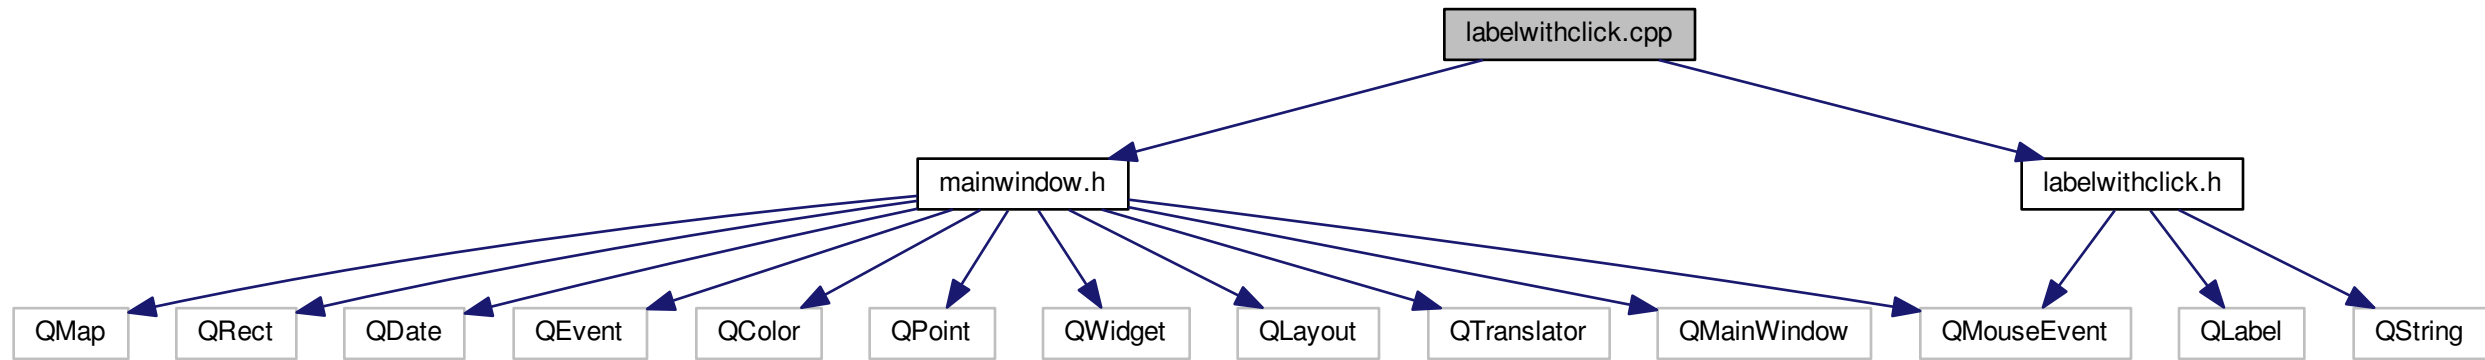 labelwithclick.cpp
mainwindow.h
labelwithclick.h
QMap
QRect
QDate
QEvent
QColor
QPoint
QWidget
QLayout
QTranslator
QMainWindow
QMouseEvent
QLabel
QString